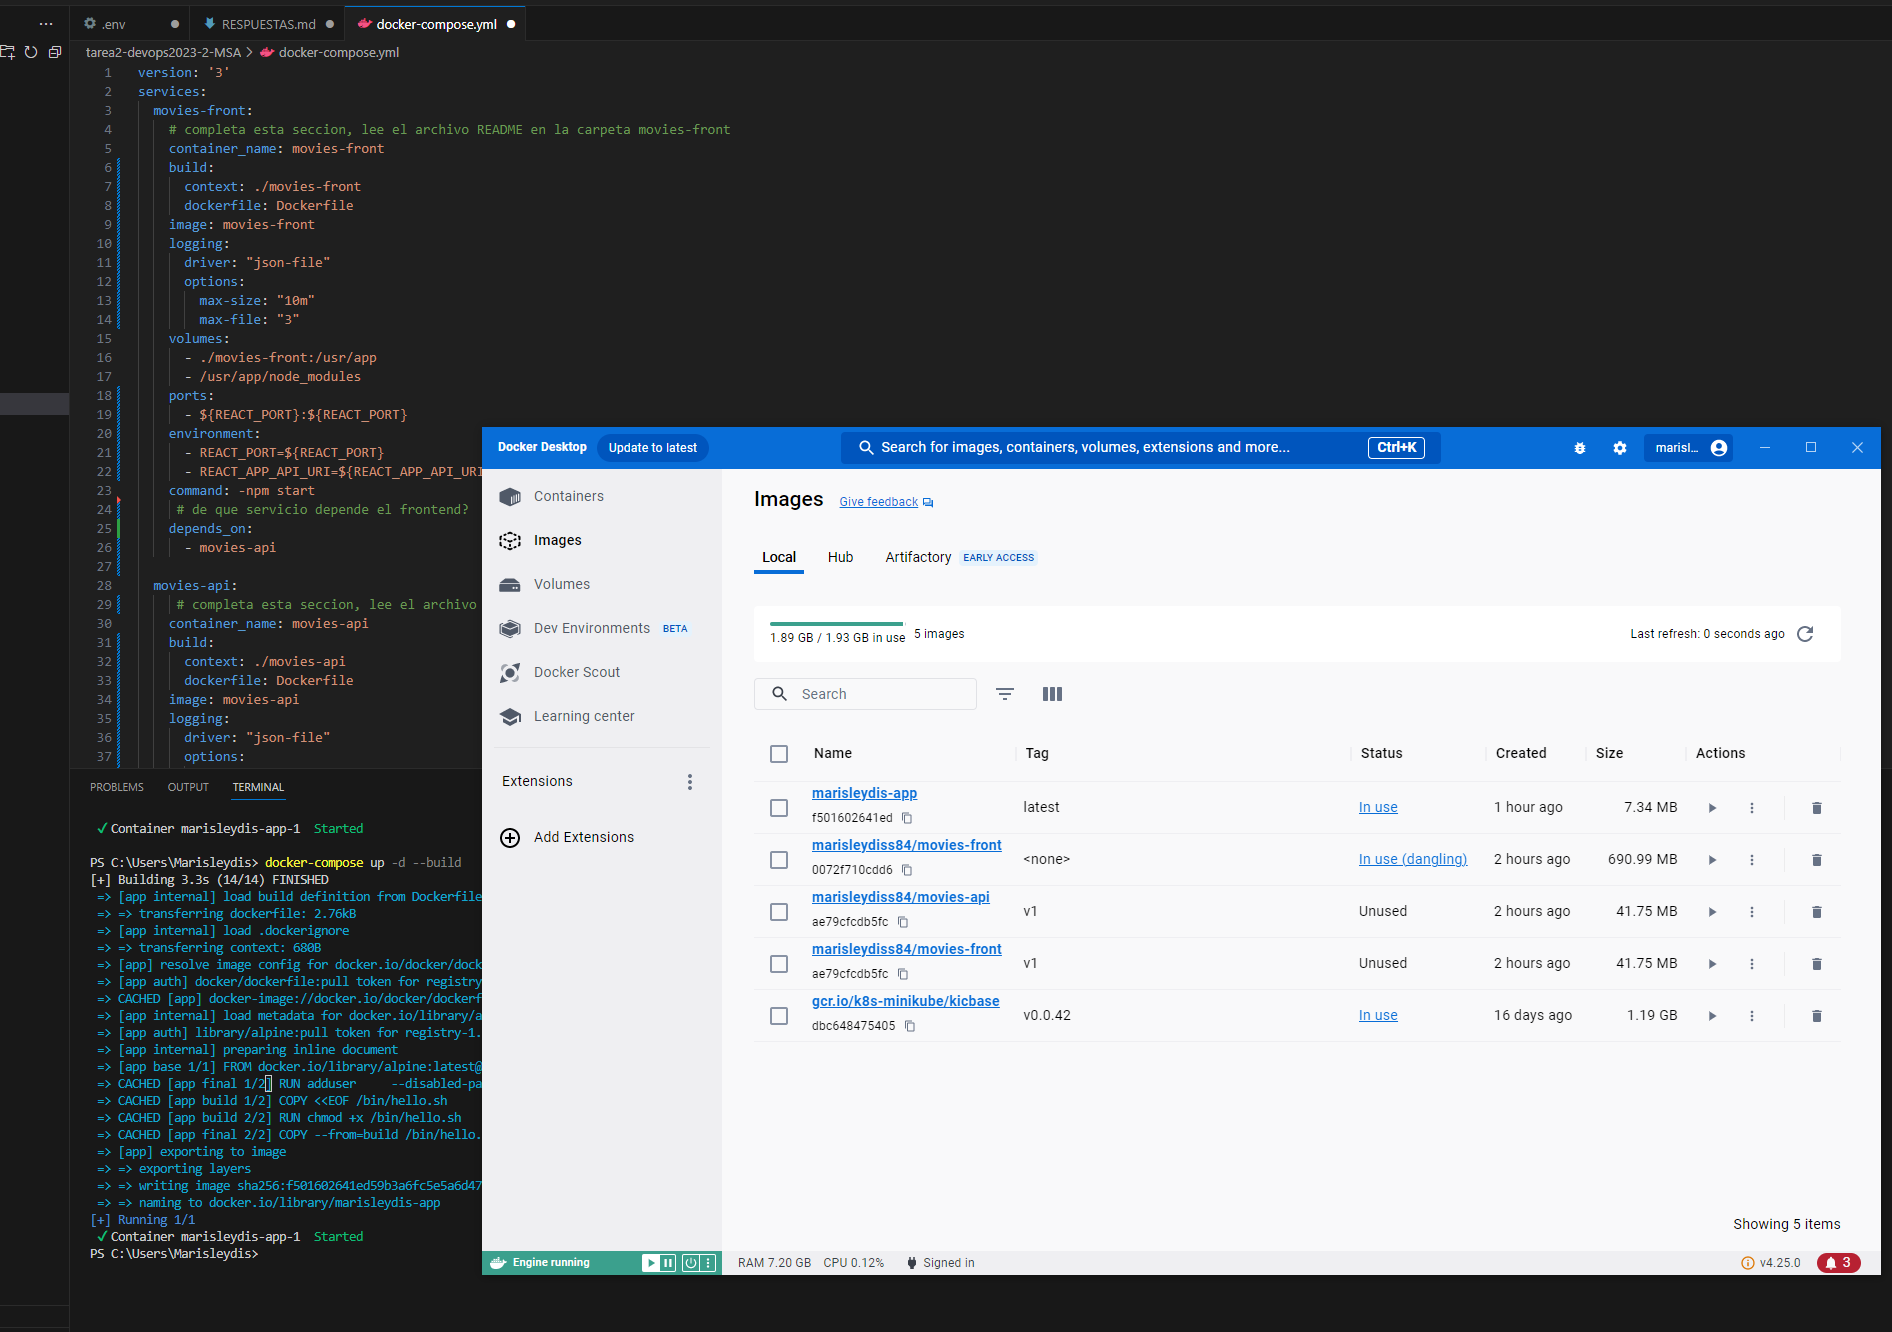 .env
RESPUESTAS.md
docker-compose.yml
tarea2-devops2023-2-MSA > docker-compose.yml
1 version: '3'
2 services:
3 movies-front:
4 # completa esta seccion, lee el archivo README en la carpeta movies-front
5 container_name: movies-front
6 build:
7 context: ./movies-front
8 dockerfile: Dockerfile
9 image: movies-front
10 logging:
11 driver: "json-file"
12 options:
13 max-size: "10m"
14 max-file: "3"
15 volumes:
16 - ./movies-front:/usr/app
17 - /usr/app/node_modules
18 ports:
19 - ${REACT_PORT}:${REACT_PORT}
20 environment:
21 - REACT_PORT=${REACT_PORT}
22 - REACT_APP_API_URI=${REACT_APP_API_URI
23 command: -npm start
24 # de que servicio depende el frontend?
25 depends_on:
26 - movies-api
27
28 movies-api:
29 # completa esta seccion, lee el archivo
30 container_name: movies-api
31 build:
32 context: ./movies-api
33 dockerfile: Dockerfile
34 image: movies-api
35 logging:
36 driver: "json-file"
37 options:
PROBLEMS OUTPUT TERMINAL
✓Container marisleydis-app-1 Started
PS C:\Users\Marisleydis> docker-compose up -d --build
[+] Building 3.3s (14/14) FINISHED
=> [app internal] load build definition from Dockerfile
=> => transferring dockerfile: 2.76kB
=> [app internal] load .dockerignore
=> => transferring context: 680B
=> [app] resolve image config for docker.io/docker/dock
=> [app auth] docker/dockerfile:pull token for registry
=> CACHED [app] docker-image://docker.io/docker/dockerf
=> [app internal] load metadata for docker.io/library/a
=> [app auth] library/alpine:pull token for registry-1.
=> [app internal] preparing inline document
=> [app base 1/1] FROM docker.io/library/alpine:latest@
=> CACHED [app final 1/2] RUN adduser --disabled-pa
=> CACHED [app build 1/2] COPY <<EOF /bin/hello.sh
=> CACHED [app build 2/2] RUN chmod +x /bin/hello.sh
=> CACHED [app final 2/2] COPY --from=build /bin/hello.
=> [app] exporting to image
=> => exporting layers
=> => writing image sha256:f501602641ed59b3a6fc5e5a6d47
=> => naming to docker.io/library/marisleydis-app
[+] Running 1/1
✓Container marisleydis-app-1 Started
PS C:\Users\Marisleydis>
Docker Desktop Update to latest Search for images, containers, volumes, extensions and more... Ctrl+K marisl...
Containers
Images
Volumes
Dev Environments BETA
Docker Scout
Learning center
Extensions
Add Extensions
Images Give feedback
Local Hub Artifactory EARLY ACCESS
1.89 GB / 1.93 GB in use 5 images Last refresh: 0 seconds ago
Search
Name Tag Status Created Size Actions
marisleydis-app
f501602641ed
latest In use 1 hour ago 7.34 MB
marisleydiss84/movies-front
0072f710cdd6
<none> In use (dangling) 2 hours ago 690.99 MB
marisleydiss84/movies-api
ae79cfcdb5fc
v1 Unused 2 hours ago 41.75 MB
marisleydiss84/movies-front
ae79cfcdb5fc
v1 Unused 2 hours ago 41.75 MB
gcr.io/k8s-minikube/kicbase
dbc648475405
v0.0.42 In use 16 days ago 1.19 GB
Showing 5 items
Engine running RAM 7.20 GB CPU 0.12% Signed in v4.25.0 3